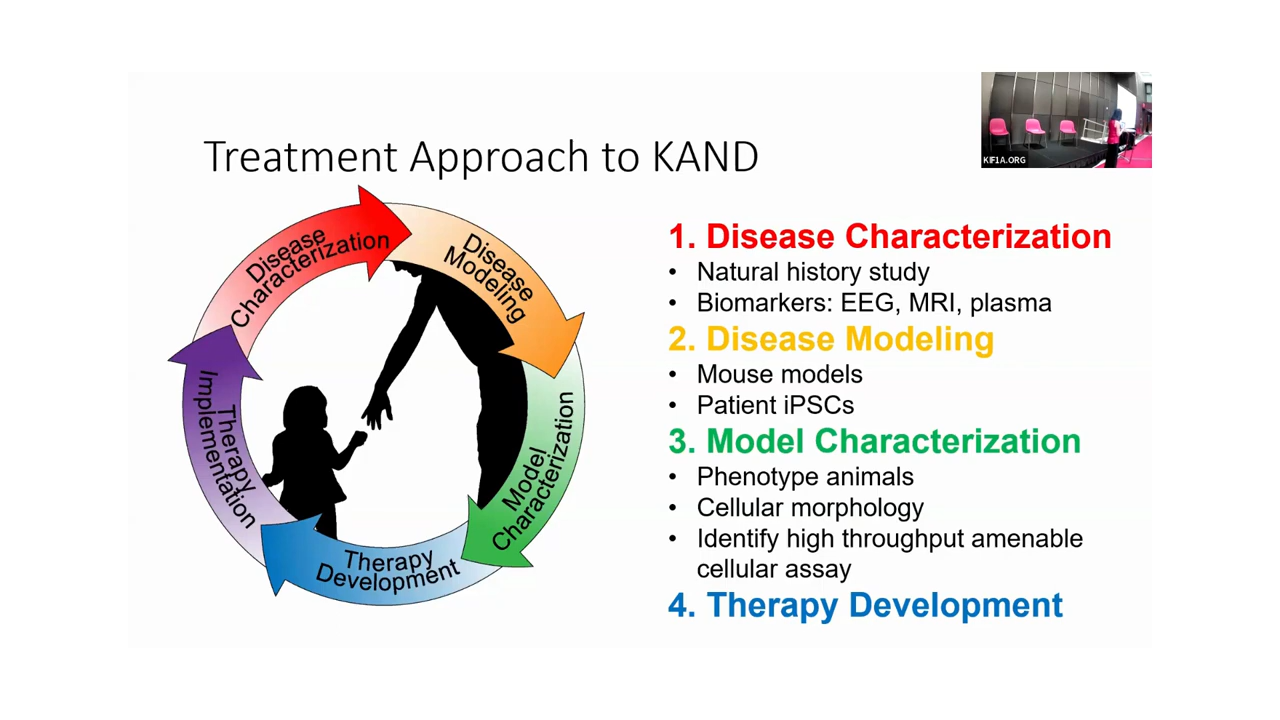 Treatment Approach to KAND
KIF1A.ORG
Disease
Characterization
Disease
Modeling
Model
Characterization
Therapy
Development
Therapy
Implementation
1. Disease Characterization
• Natural history study
• Biomarkers: EEG, MRI, plasma
2. Disease Modeling
• Mouse models
• Patient iPSCs
3. Model Characterization
• Phenotype animals
• Cellular morphology
• Identify high throughput amenable
cellular assay
4. Therapy Development